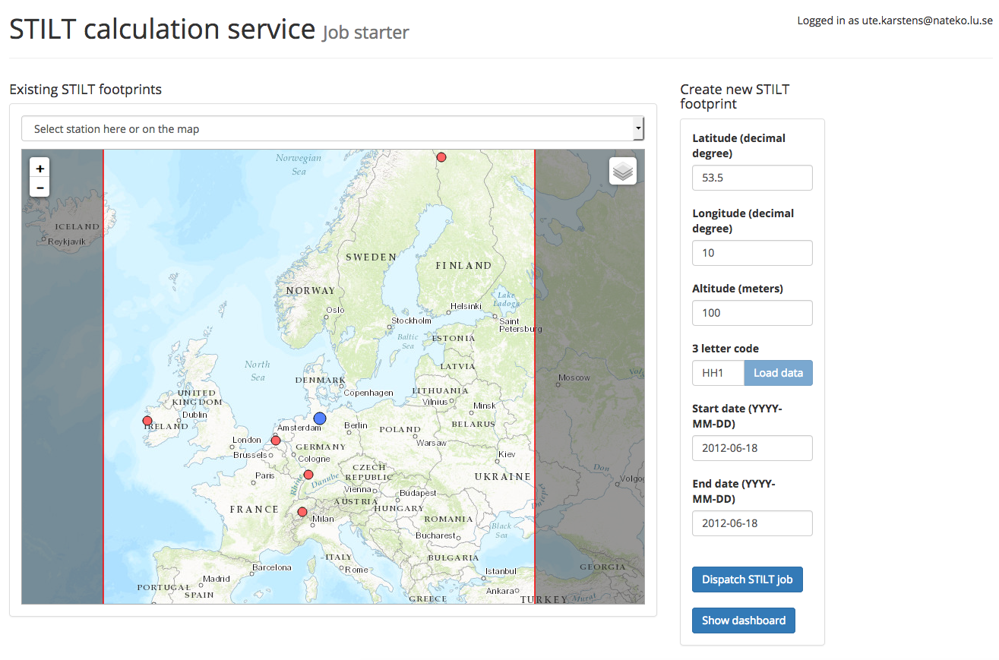 STILT calculation service Job starter
Logged in as ute.karstens@nateko.lu.se
Existing STILT footprints
Select station here or on the map
+
−
Norwegian
Sea
ICELAND
Reykjavík
SWEDEN
FINLAND
NORWAY
Lake
Ladoga
Oslo
Helsinki
Stockholm
Saint
Petersburg
Baltic
Sea
ESTONIA
North
Sea
LATVIA
DENMARK
Moscow
Copenhagen
LITHUANIA
UNITED
KINGDOM
Vilnius
Minsk
Dublin
IRELAND
Amsterdam
Berlin
POLAND
BELARUS
London
Warsaw
GERMANY
Brussels
Cologne
Kiev
CZECH
REPUBLIC
Don
Paris
Rhine
Danube
UKRAINE
Volgog
Vienna
Budapest
Dnieper
FRANCE
AUSTRIA
HUNGARY
Milan
ROMANIA
Black
Sea
Bucharest
ITALY
BULGARIA
Barcelona
Rome
Istanbul
GEORGIA
Madrid
PORTUGAL
SPAIN
Ankara
GREECE
TURKEY
Murat
Create new STILT
footprint
Latitude (decimal
degree)
53.5
Longitude (decimal
degree)
10
Altitude (meters)
100
3 letter code
HH1 Load data
Start date (YYYY-
MM-DD)
2012-06-18
End date (YYYY-
MM-DD)
2012-06-18
Dispatch STILT job
Show dashboard